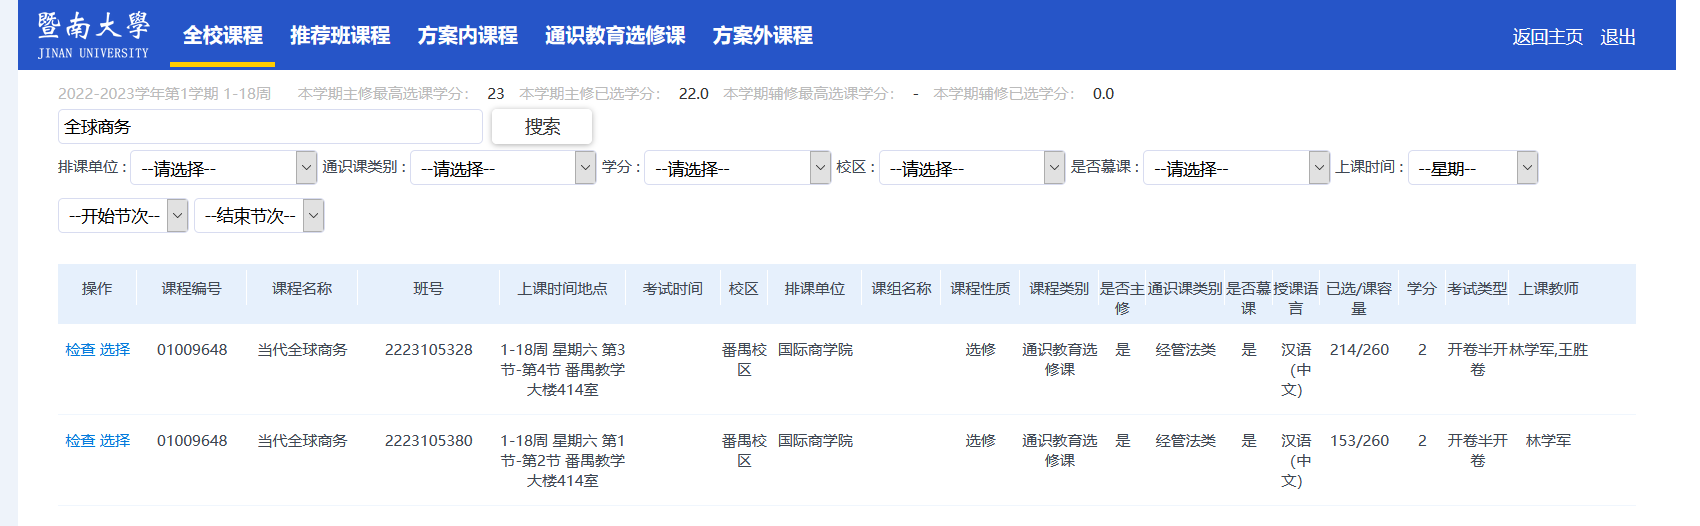 暨南大學
JINAN UNIVERSITY
全校课程 推荐班课程 方案内课程 通识教育选修课 方案外课程
返回主页 退出
2022-2023学年第1学期 1-18周 本学期主修最高选课学分： 23 本学期主修已选学分： 22.0 本学期辅修最高选课学分： - 本学期辅修已选学分： 0.0
全球商务 搜索
排课单位 : --请选择-- 通识课类别 : --请选择-- 学分 : --请选择-- 校区 : --请选择-- 是否慕课 : --请选择-- 上课时间 : --星期--
--开始节次-- --结束节次--
操作 课程编号 课程名称 班号 上课时间地点 考试时间 校区 排课单位 课组名称 课程性质 课程类别 是否主 通识课类别 是否慕 授课语 已选/课容 学分 考试类型 上课教师
修 课 言 量
检查 选择 01009648 当代全球商务 2223105328 1-18周 星期六 第3 番禺校 国际商学院 选修 通识教育选 是 经管法类 是 汉语 214/260 2 开卷半开 林学军,王胜
节-第4节 番禺教学 区 修课 （中 卷
大楼414室 文）
检查 选择 01009648 当代全球商务 2223105380 1-18周 星期六 第1 番禺校 国际商学院 选修 通识教育选 是 经管法类 是 汉语 153/260 2 开卷半开 林学军
节-第2节 番禺教学 区 修课 （中 卷
大楼414室 文）